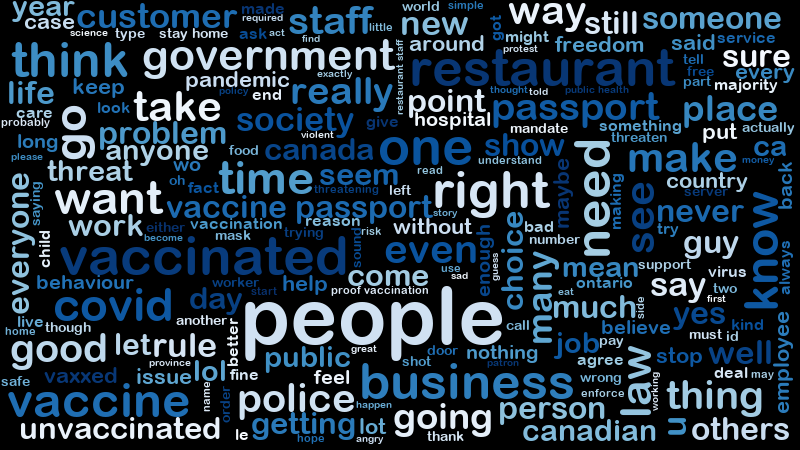 year
customer
made
required
staff
little
world
simple
new
got
way
still
someone
case
science
type
stay home
ask
act
find
around
might
protest
freedom
said
service
think
government
exactly
restaurant staff
restaurant
tell
free
sure
every
part
majority
life
keep
pandemic
policy
end
really
point
thought
told
public health
care
look
take
hospital
passport
place
probably
go
problem
society
give
violent
mandate
something
threaten
put
actually
long
please
anyone
food
canada
one
show
understand
make
ca
money
threat
wo
oh
fact
time
seem
threatening
read
left
right
need
country
server
back
everyone
saying
want
vaccine passport
story
maybe
making
see
never
know
work
either
become
vaccination
mask
reason
trying
risk
without
enough
choice
bad
number
try
guy
always
child
vaccinated
sound
even
use
sad
guess
many
mean
support
ontario
virus
behaviour
worker
start
help
come
proof vaccination
eat
say
two
first
covid
day
people
much
side
yes
live
home
though
another
better
call
believe
kind
employee
good
let
rule
public
great
door
nothing
job
pay
must
id
province
lol
shot
patron
agree
stop
well
safe
vaxxed
issue
name
order
fine
feel
business
wrong
enforce
law
working
deal
may
vaccine
police
happen
going
person
thing
unvaccinated
le
getting
hope
lot
angry
thank
canadian
u
others